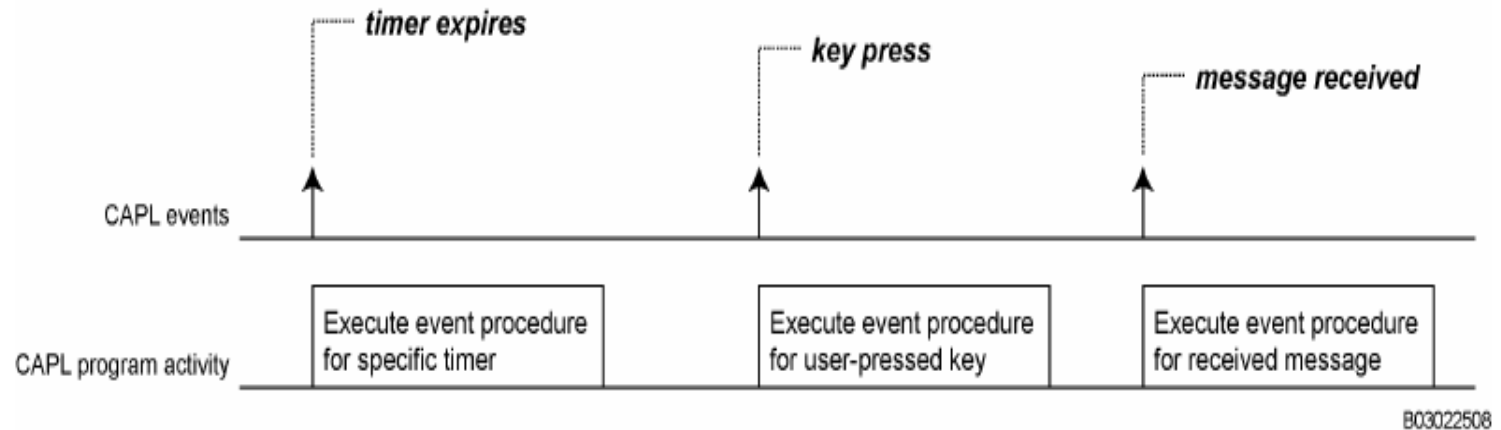 timer expires
key press
message received
CAPL events
Execute event procedure
for specific timer
Execute event procedure
for user-pressed key
Execute event procedure
for received message
CAPL program activity
B03022508